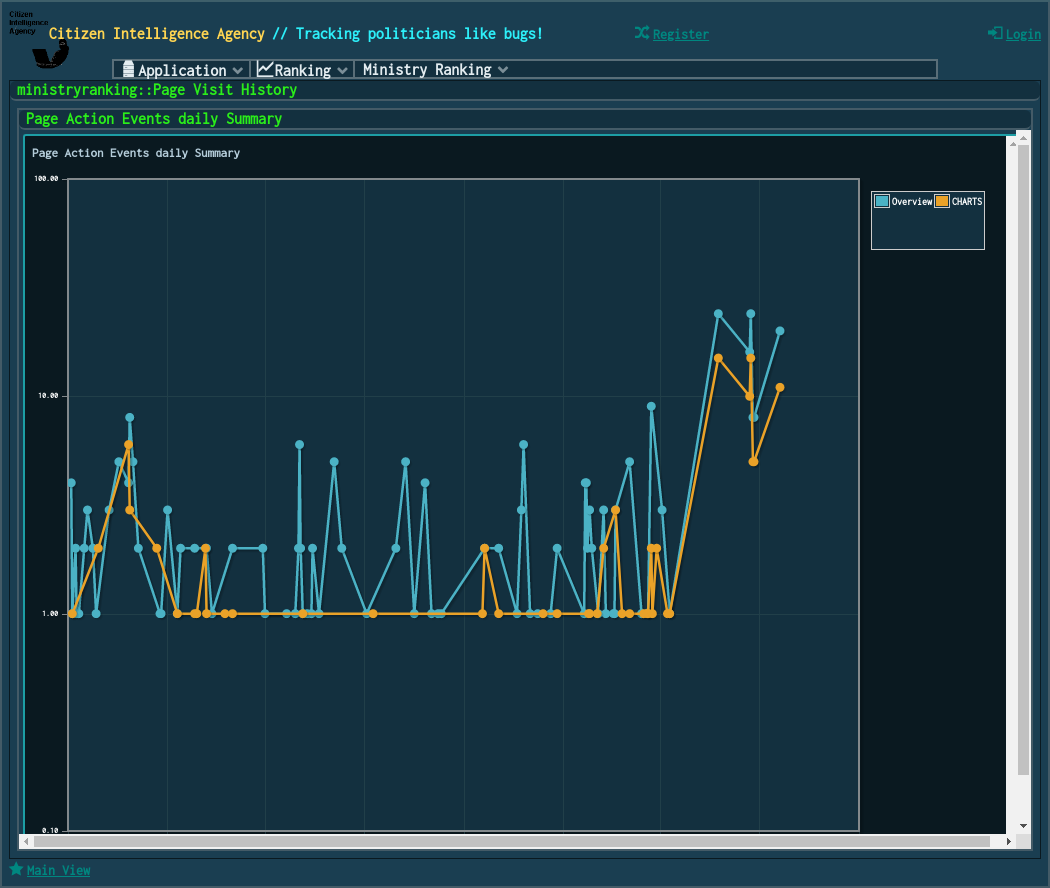 Citizen
Intelligence
Agency
Citizen Intelligence Agency // Tracking politicians like bugs!
Register
Login
Application
Ranking
Ministry Ranking
ministryranking::Page Visit History
Page Action Events daily Summary
Page Action Events daily Summary
100.00
Overview
CHARTS
10.00
1.00
0.10
Main View